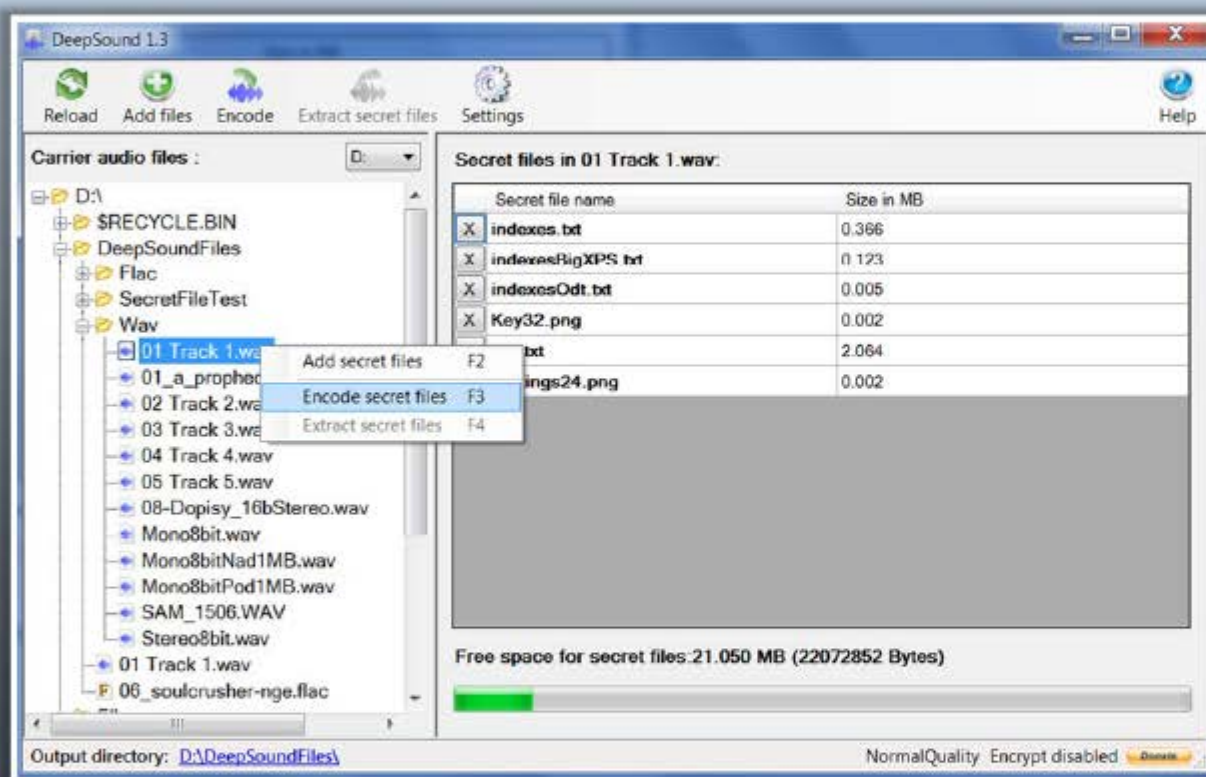 DeepSound 1.3
Reload Add files Encode Extract secret files Settings Help
Carrier audio files : D:
D:\
$RECYCLE.BIN
DeepSoundFiles
Flac
SecretFileTest
Wav
01 Track 1.wa
01_a_prophec
02 Track 2.wa
03 Track 3.wa
04 Track 4.wav
05 Track 5.wav
08-Dopisy_16bStereo.wav
Mono8bit.wav
Mono8bitNad1MB.wav
Mono8bitPod1MB.wav
SAM_1506.WAV
Stereo8bit.wav
01 Track 1.wav
F 06_soulcrusher-nge.flac
Add secret files F2
Encode secret files F3
Extract secret files F4
Secret files in 01 Track 1.wav:
Secret file name Size in MB
X indexes.txt 0.366
X indexesBigXPS.txt 0.123
X indexesOdt.txt 0.005
X Key32.png 0.002
txt 2.064
ings24.png 0.002
Free space for secret files:21.050 MB (22072852 Bytes)
Output directory: D:\DeepSoundFiles\ NormalQuality Encrypt disabled Donate